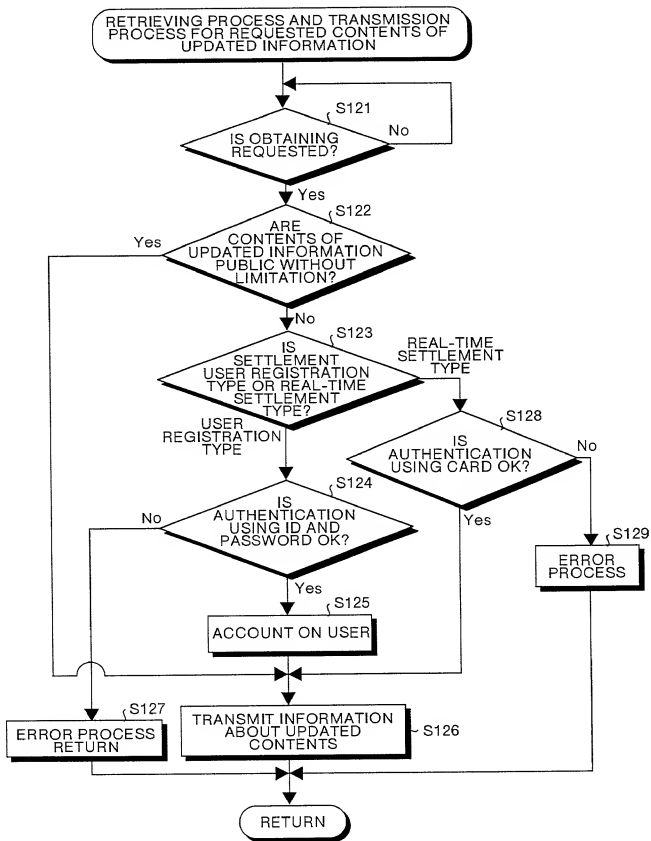 RETRIEVING PROCESS AND TRANSMISSION
PROCESS FOR REQUESTED CONTENTS OF
UPDATED INFORMATION
S121
IS OBTAINING
REQUESTED?
No
Yes
S122
ARE
CONTENTS OF
UPDATED INFORMATION
PUBLIC WITHOUT
LIMITATION?
Yes
No
S123
IS
SETTLEMENT
USER REGISTRATION
TYPE OR REAL-TIME
SETTLEMENT
TYPE?
REAL-TIME
SETTLEMENT
TYPE
USER
REGISTRATION
TYPE
S128
IS
AUTHENTICATION
USING CARD OK?
No
Yes
S124
IS
AUTHENTICATION
USING ID AND
PASSWORD OK?
No
Yes
S129
ERROR
PROCESS
S125
ACCOUNT ON USER
S127
ERROR PROCESS
RETURN
TRANSMIT INFORMATION
ABOUT UPDATED
CONTENTS
S126
RETURN